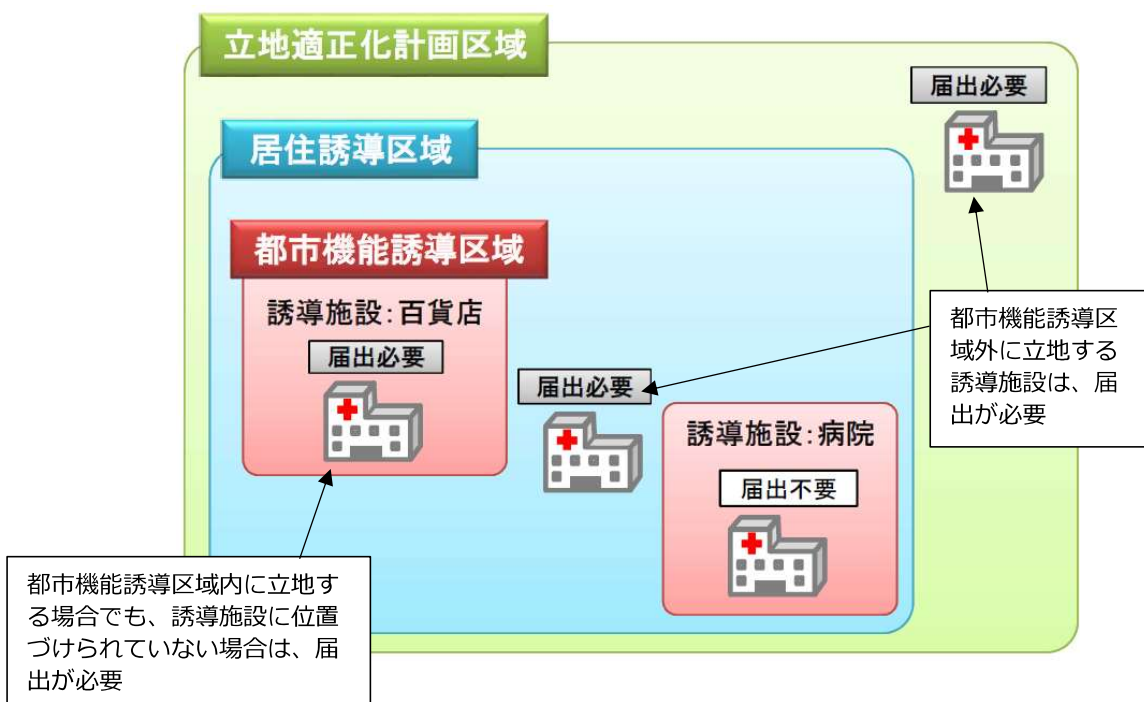 立地適正化計画区域
届出必要
居住誘導区域
都市機能誘導区域
誘導施設:百貨店
届出必要
届出必要
誘導施設:病院
届出不要
都市機能誘導区
域外に立地する
誘導施設は、届
出が必要
都市機能誘導区域内に立地す
る場合でも、誘導施設に位置
づけられていない場合は、届
出が必要